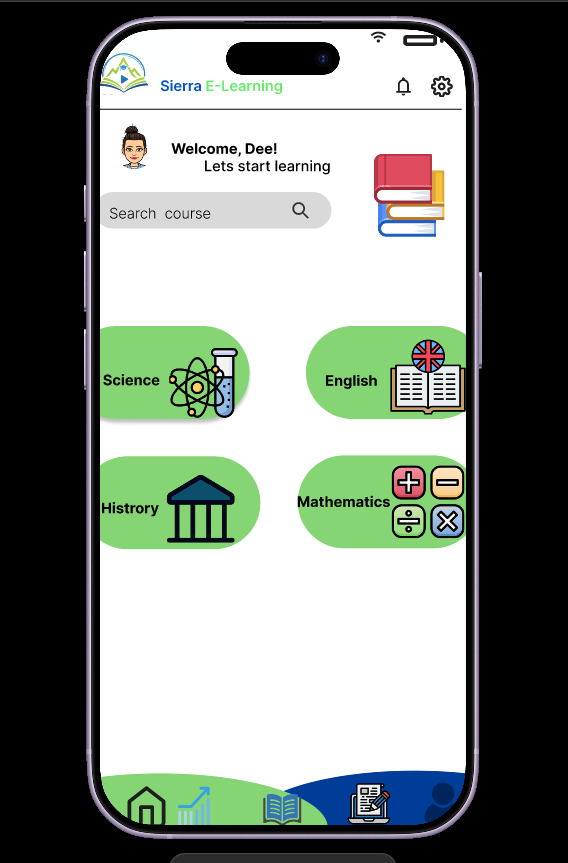 Sierra E-Learning
Welcome, Dee!
Lets start learning
Search course
Science
English
Histrory
Mathematics